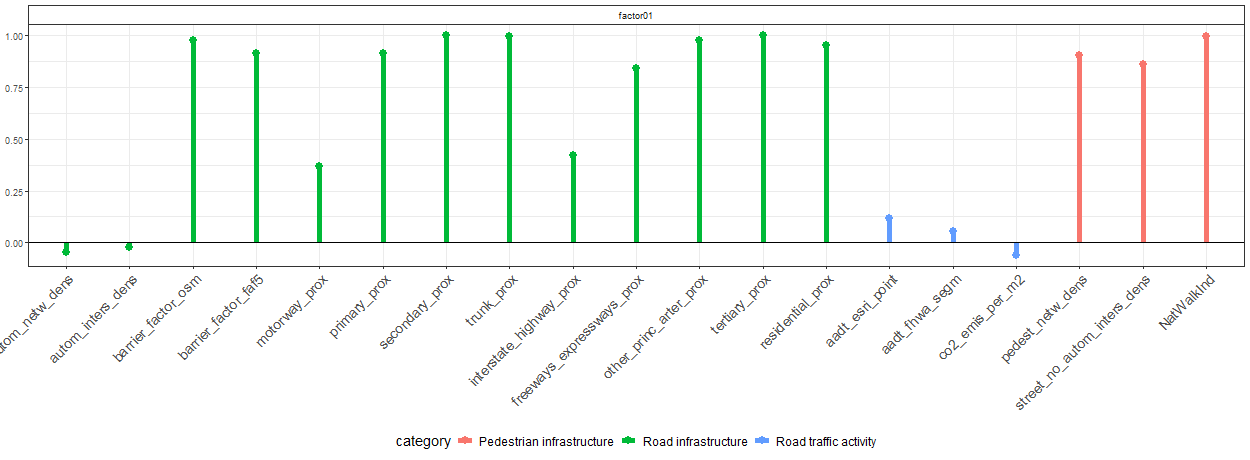 factor01
1.00
0.75
0.50
0.25
0.00
utom_netw_dens
autom_inters_dens
barrier_factor_osm
barrier_factor_faf5
motorway_prox
primary_prox
secondary_prox
trunk_prox
interstate_highway_prox
freeways_expressways_prox
other_princ_arter_prox
tertiary_prox
residential_prox
aadt_esri_point
aadt_fhwa_segm
co2_emis_per_m2
pedest_netw_dens
street_no_autom_inters_dens
NatWalkInd
category Pedestrian infrastructure Road infrastructure Road traffic activity